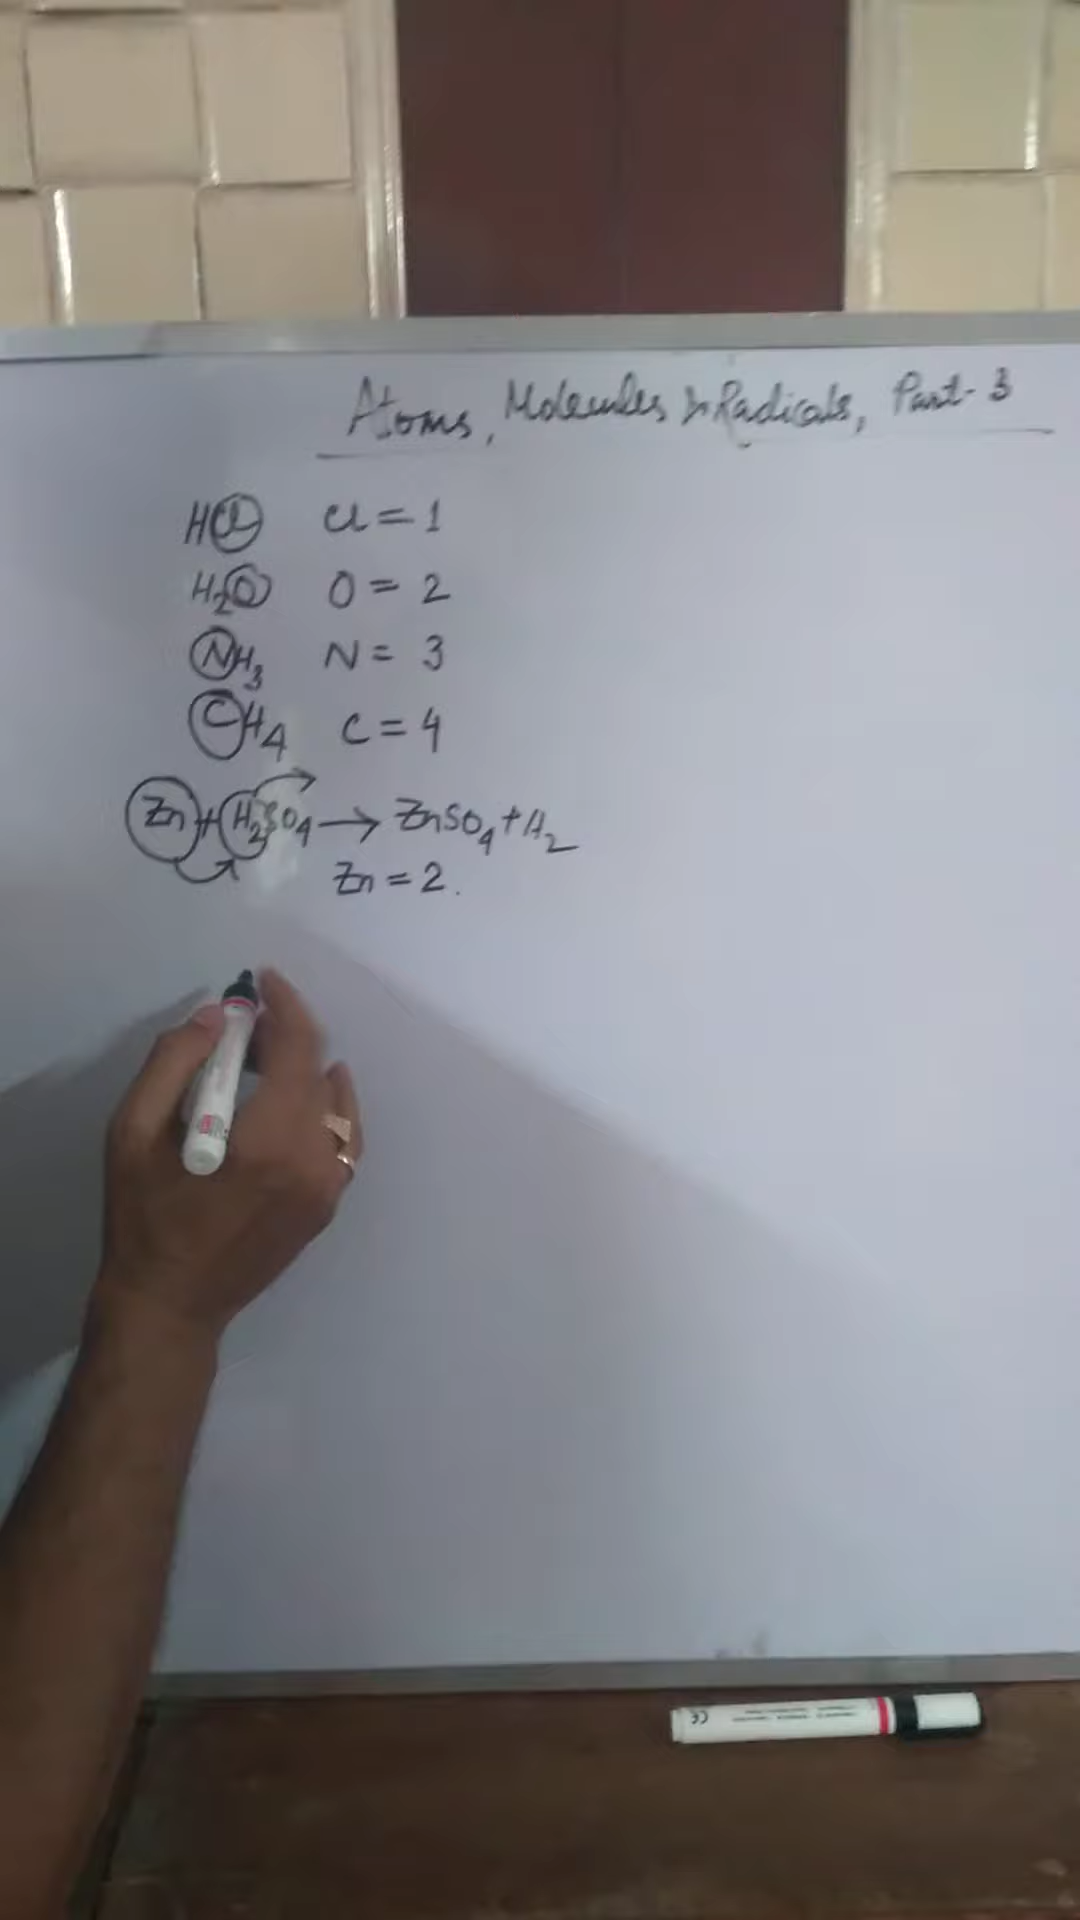 Atoms, Molecules & Radicals, Part-3
HCl Cl = 1
H2O O = 2
NH3 N = 3
CH4 C = 4
Zn + H2SO4 → ZnSO4 + H2
Zn = 2.
CE